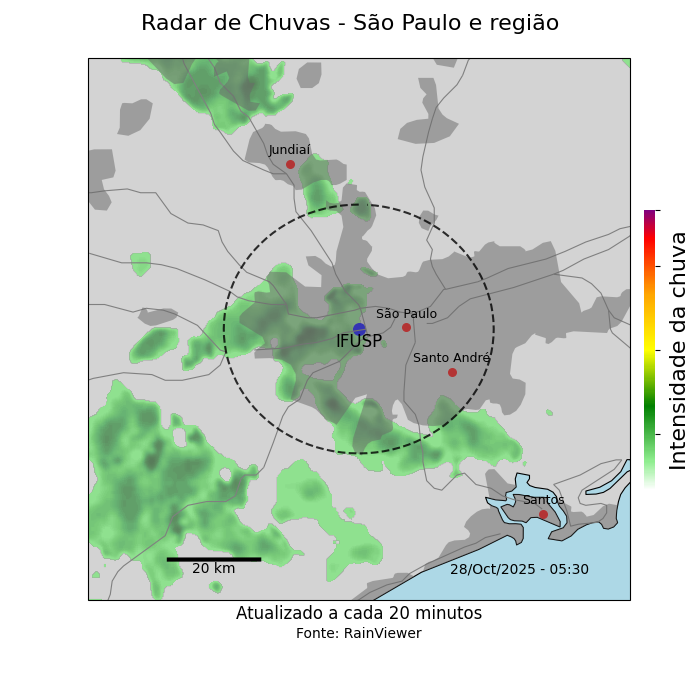 Radar de Chuvas - São Paulo e região
Jundiaí
São Paulo
IFUSP
Santo André
Santos
20 km
28/Oct/2025 - 05:30
Intensidade da chuva
Atualizado a cada 20 minutos
Fonte: RainViewer